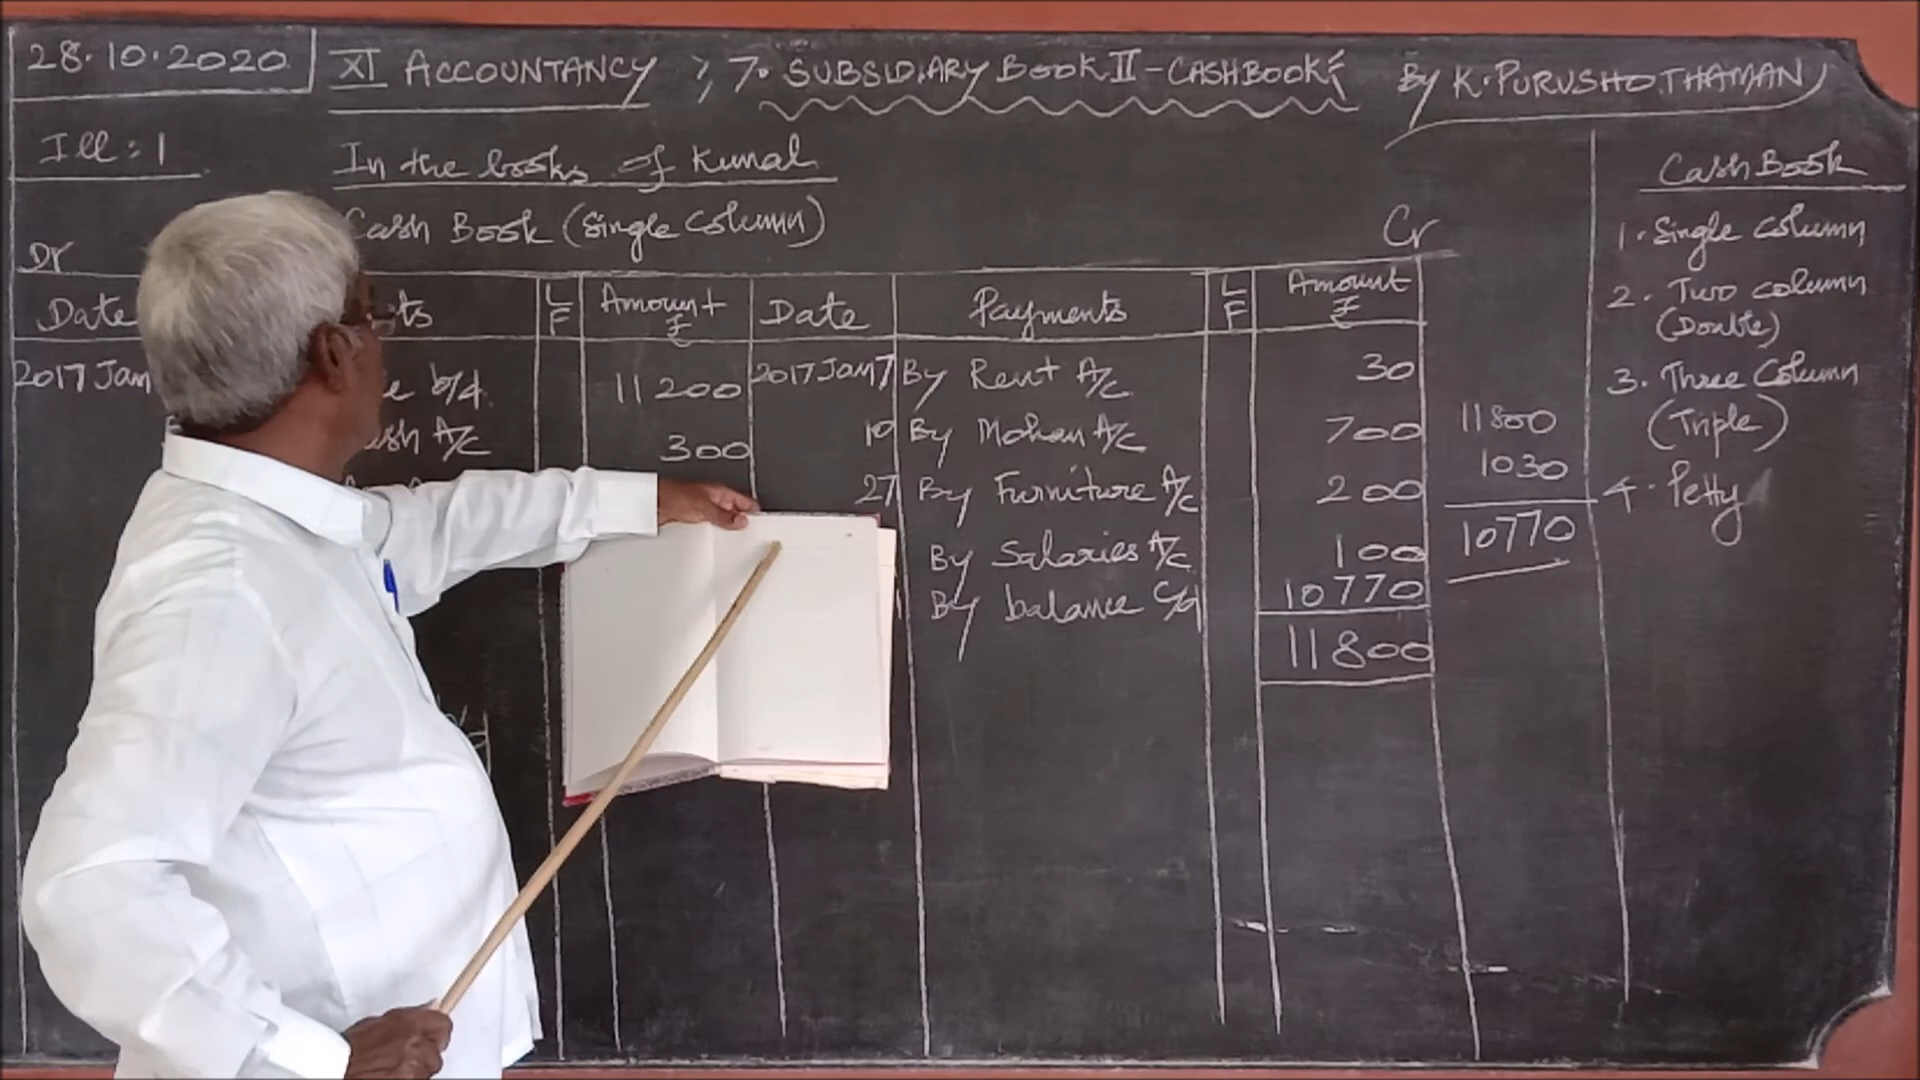 28.10.2020 XI ACCOUNTANCY ; 7. SUBSIDIARY BOOK II - CASHBOOK BY K. PURUSHOTHAMAN
Ill: 1 In the books of Kunal
Cash Book (Single Column)
Dr Cr
Date L F Amount ₹ Date Payments L F Amount ₹
2017 Jan b/d 11200 2017 Jan 7 By Rent A/c 30
A/c 300 10 By Mohan A/c 700
27 By Furniture A/c 200
By Salaries A/c 100
By balance c/d 10770
11800
11800
1030
10770
Cash Book
1. Single Column
2. Two column
(Double)
3. Three Column
(Triple)
4. Petty